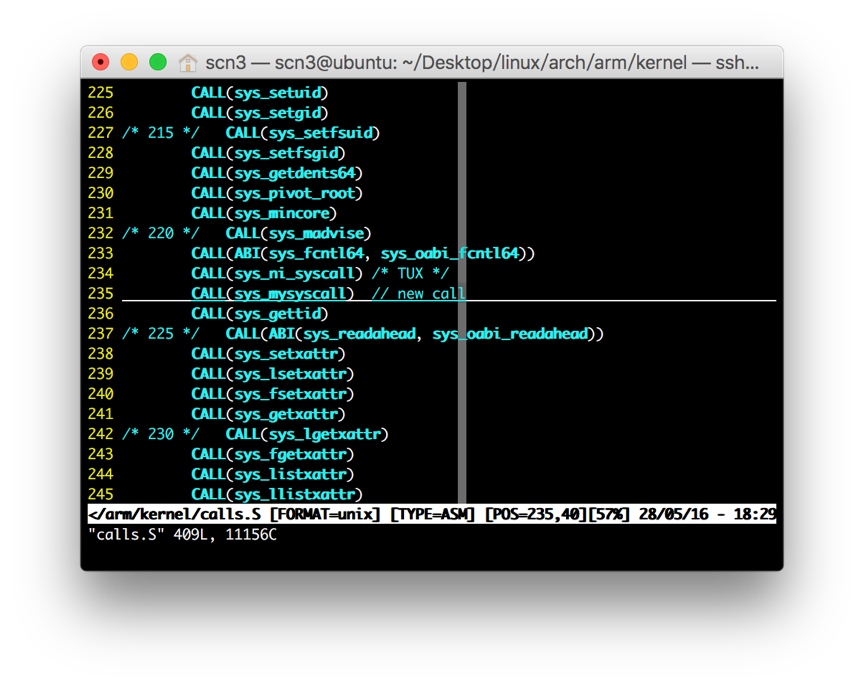 scn3 — scn3@ubuntu: ~/Desktop/linux/arch/arm/kernel — ssh...
225 CALL(sys_setuid)
226 CALL(sys_setgid)
227 /* 215 */ CALL(sys_setfsuid)
228 CALL(sys_setfsgid)
229 CALL(sys_getdents64)
230 CALL(sys_pivot_root)
231 CALL(sys_mincore)
232 /* 220 */ CALL(sys_madvise)
233 CALL(ABI(sys_fcntl64, sys_oabi_fcntl64))
234 CALL(sys_ni_syscall) /* TUX */
235 CALL(sys_mysyscall) // new call
236 CALL(sys_gettid)
237 /* 225 */ CALL(ABI(sys_readahead, sys_oabi_readahead))
238 CALL(sys_setxattr)
239 CALL(sys_lsetxattr)
240 CALL(sys_fsetxattr)
241 CALL(sys_getxattr)
242 /* 230 */ CALL(sys_lgetxattr)
243 CALL(sys_fgetxattr)
244 CALL(sys_listxattr)
245 CALL(sys_llistxattr)
</arm/kernel/calls.S [FORMAT=unix] [TYPE=ASM] [POS=235,40][57%] 28/05/16 - 18:29
"calls.S" 409L, 11156C